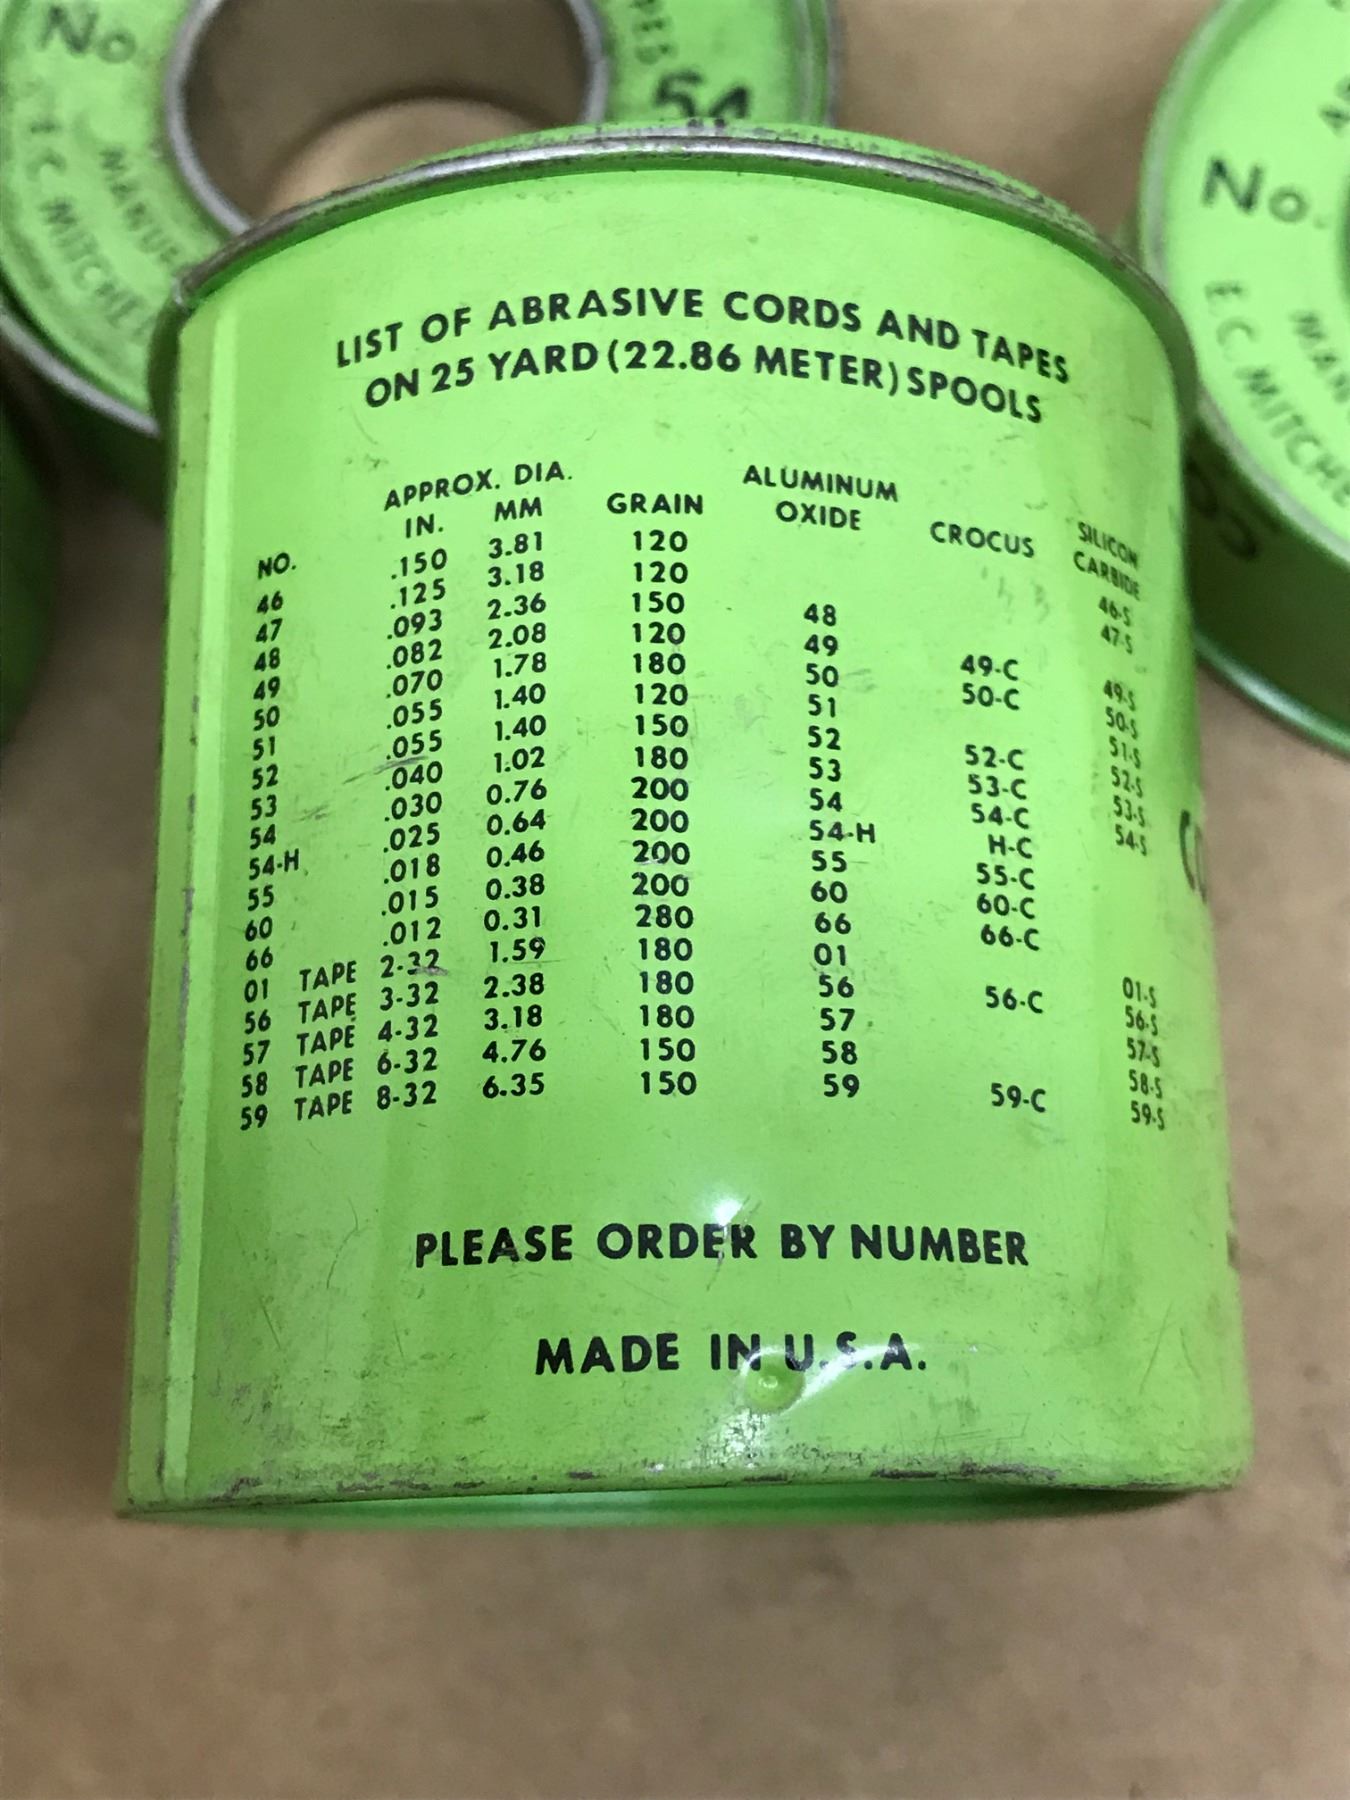 No
54
MANUF
E.C. MITCHE
No.
MAN
E.C. MITCHE
LIST OF ABRASIVE CORDS AND TAPES
ON 25 YARD (22.86 METER) SPOOLS
NO. APPROX. DIA. IN. MM GRAIN ALUMINUM OXIDE CROCUS SILICON CARBIDE
46 .150 3.81 120 46-S
47 .125 3.18 120 47-S
48 .093 2.36 150 48
49 .082 2.08 120 49 49-C 49-S
50 .070 1.78 180 50 50-C 50-S
51 .055 1.40 120 51 51-S
52 .055 1.40 150 52 52-C 52-S
53 .040 1.02 180 53 53-C 53-S
54 .030 0.76 200 54 54-C 54-S
54-H .025 0.64 200 54-H H-C
55 .018 0.46 200 55 55-C
60 .015 0.38 200 60 60-C
66 .012 0.31 280 66 66-C
01 TAPE 2-32 1.59 180 01 01-S
56 TAPE 3-32 2.38 180 56 56-C 56-S
57 TAPE 4-32 3.18 180 57 57-S
58 TAPE 6-32 4.76 150 58 58-S
59 TAPE 8-32 6.35 150 59 59-C 59-S
PLEASE ORDER BY NUMBER
MADE IN U.S.A.